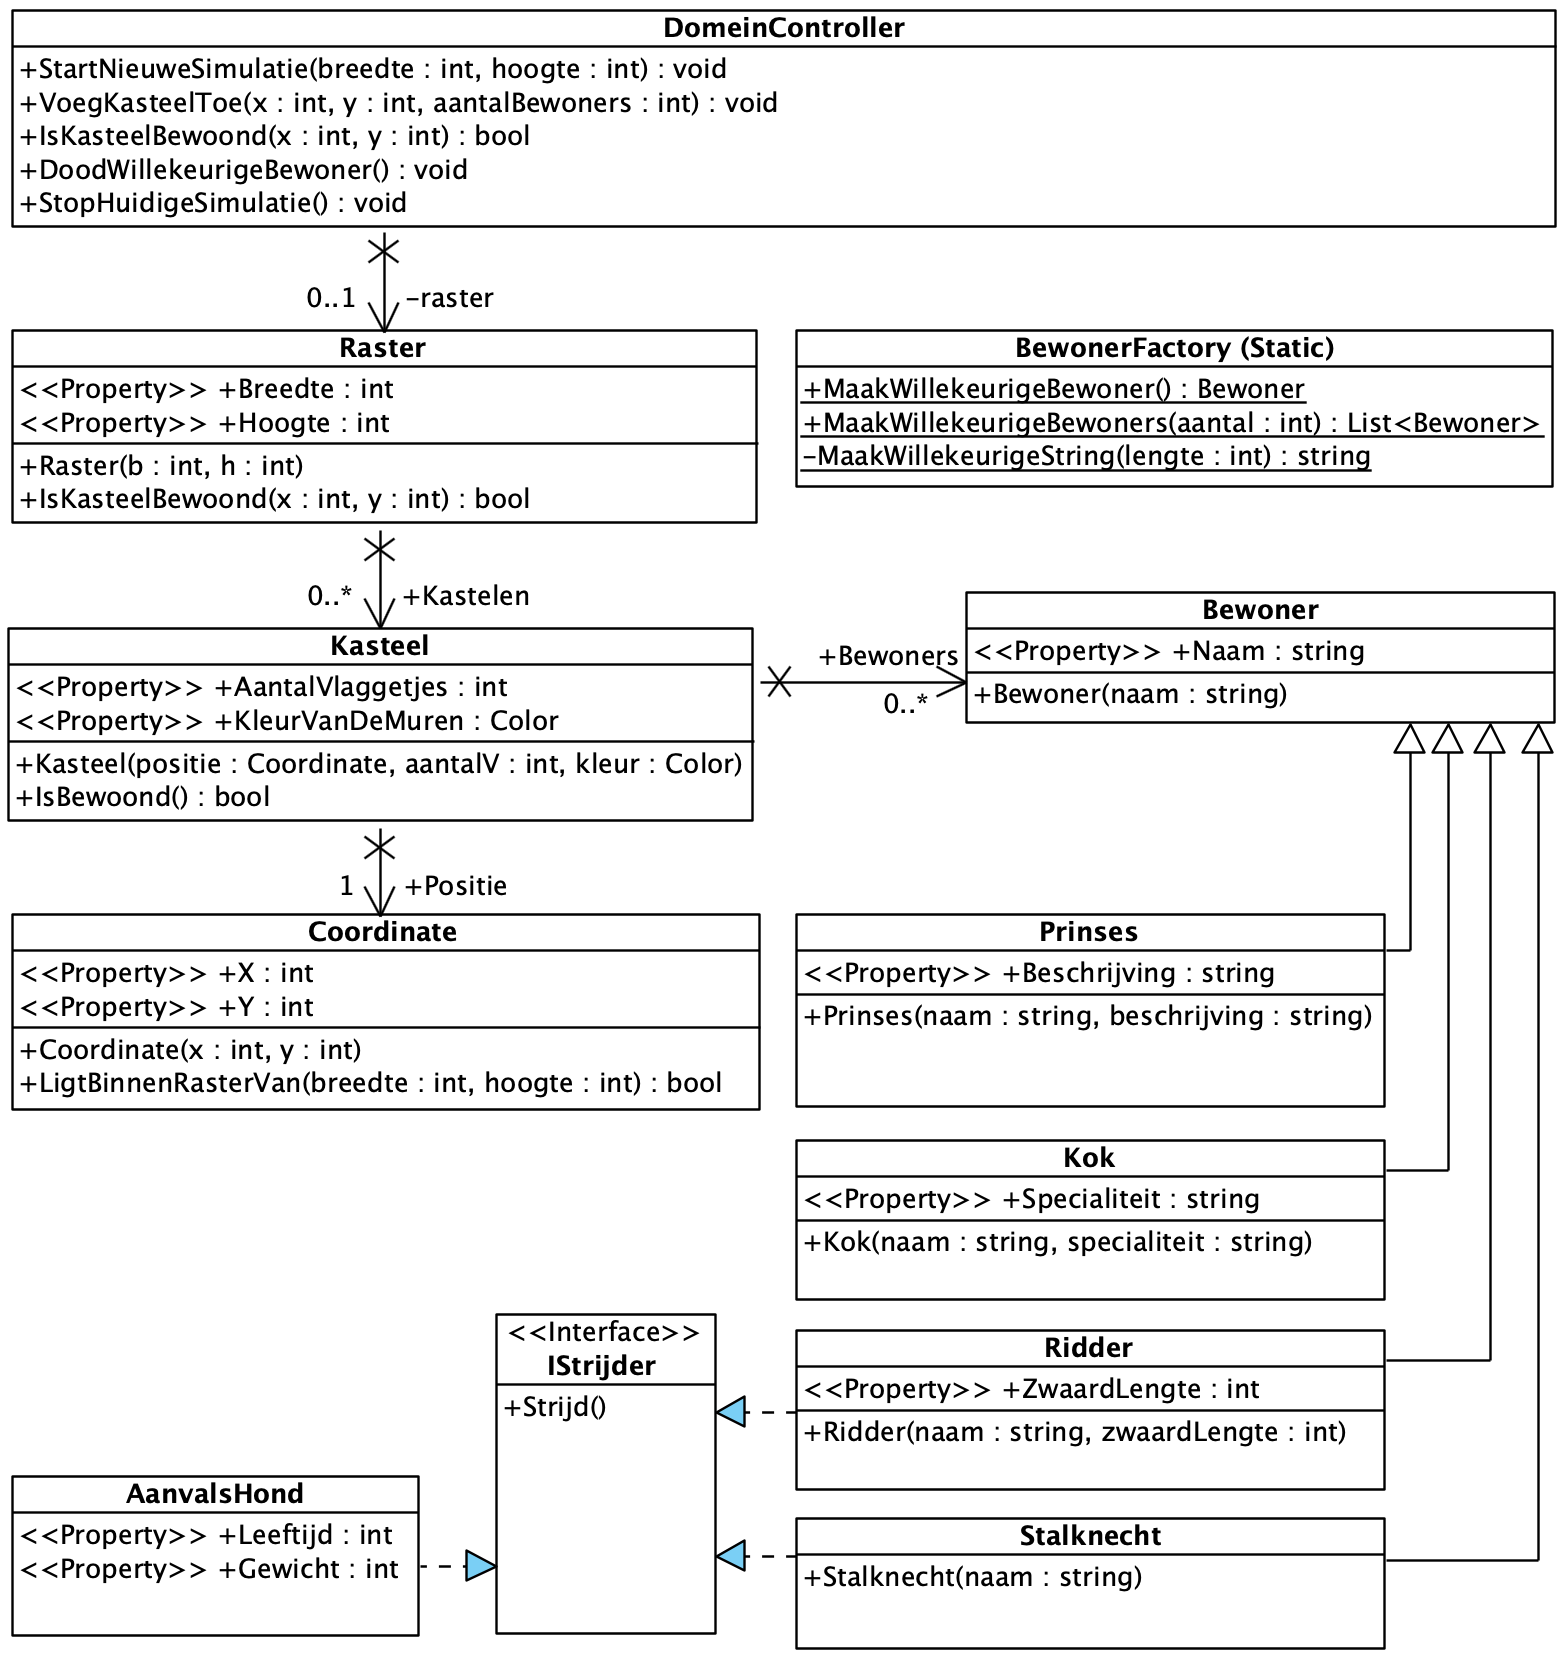 DomeinController
+StartNieuweSimulatie(breedte : int, hoogte : int) : void
+VoegKasteelToe(x : int, y : int, aantalBewoners : int) : void
+IsKasteelBewoond(x : int, y : int) : bool
+DoodWillekeurigeBewoner() : void
+StopHuidigeSimulatie() : void
0..1 -raster
Raster
<<Property>> +Breedte : int
<<Property>> +Hoogte : int
+Raster(b : int, h : int)
+IsKasteelBewoond(x : int, y : int) : bool
BewonerFactory (Static)
+MaakWillekeurigeBewoner() : Bewoner
+MaakWillekeurigeBewoners(aantal : int) : List<Bewoner>
-MaakWillekeurigeString(lengte : int) : string
0..* +Kastelen
Kasteel
<<Property>> +AantalVlaggetjes : int
<<Property>> +KleurVanDeMuren : Color
+Kasteel(positie : Coordinate, aantalV : int, kleur : Color)
+IsBewoond() : bool
+Bewoners
0..*
Bewoner
<<Property>> +Naam : string
+Bewoner(naam : string)
1 +Positie
Coordinate
<<Property>> +X : int
<<Property>> +Y : int
+Coordinate(x : int, y : int)
+LigtBinnenRasterVan(breedte : int, hoogte : int) : bool
Prinses
<<Property>> +Beschrijving : string
+Prinses(naam : string, beschrijving : string)
Kok
<<Property>> +Specialiteit : string
+Kok(naam : string, specialiteit : string)
<<Interface>>
IStrijder
+Strijd()
Ridder
<<Property>> +ZwaardLengte : int
+Ridder(naam : string, zwaardLengte : int)
AanvalsHond
<<Property>> +Leeftijd : int
<<Property>> +Gewicht : int
Stalknecht
+Stalknecht(naam : string)